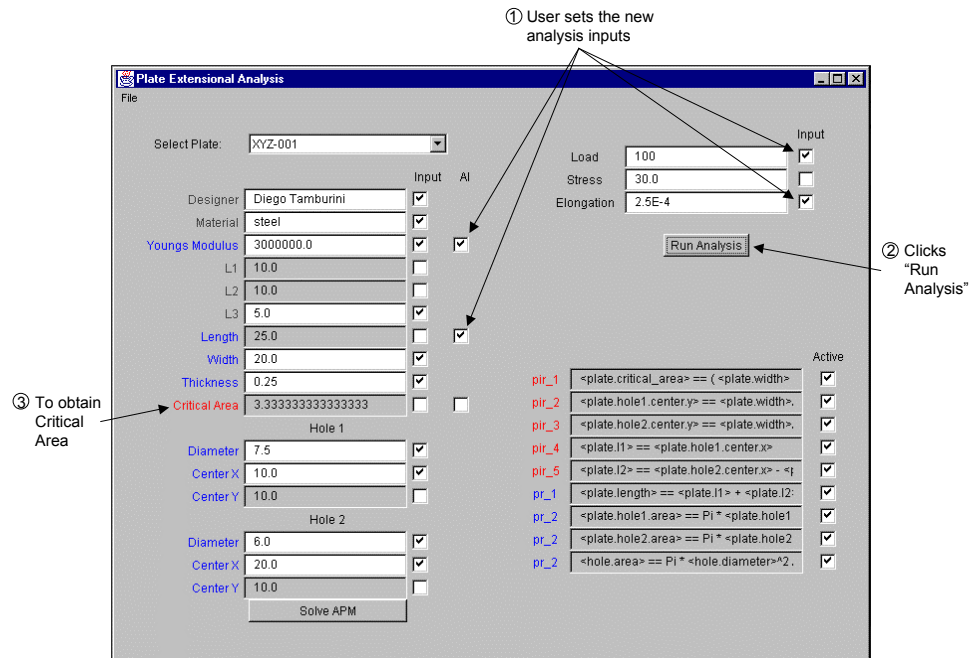 ① User sets the new
analysis inputs
Plate Extensional Analysis
File
Select Plate: XYZ-001
Input AI
Designer Diego Tamburini
Material steel
Youngs Modulus 3000000.0
L1 10.0
L2 10.0
L3 5.0
Length 25.0
Width 20.0
Thickness 0.25
Critical Area 3.333333333333333
Hole 1
Diameter 7.5
Center X 10.0
Center Y 10.0
Hole 2
Diameter 6.0
Center X 20.0
Center Y 10.0
Solve APM
Input
Load 100
Stress 30.0
Elongation 2.5E-4
Run Analysis
② Clicks
“Run
Analysis”
③ To obtain
Critical
Area
Active
pir_1 <plate.critical_area> == ( <plate.width>
pir_2 <plate.hole1.center.y> == <plate.width>.
pir_3 <plate.hole2.center.y> == <plate.width>.
pir_4 <plate.l1> == <plate.hole1.center.x>
pir_5 <plate.l2> == <plate.hole2.center.x> - <p
pr_1 <plate.length> == <plate.l1> + <plate.l2>
pr_2 <plate.hole1.area> == Pi * <plate.hole1
pr_2 <plate.hole2.area> == Pi * <plate.hole2
pr_2 <hole.area> == Pi * <hole.diameter>^2